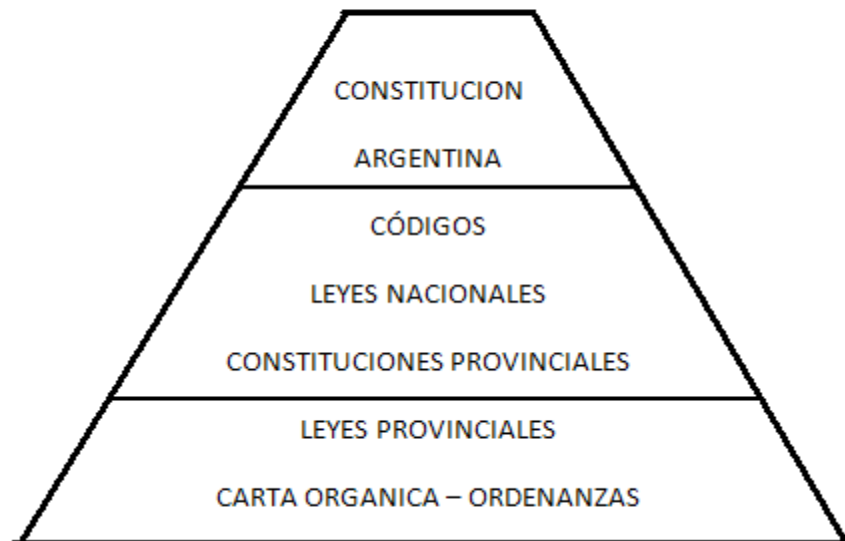 CONSTITUCION
ARGENTINA
CÓDIGOS
LEYES NACIONALES
CONSTITUCIONES PROVINCIALES
LEYES PROVINCIALES
CARTA ORGANICA – ORDENANZAS